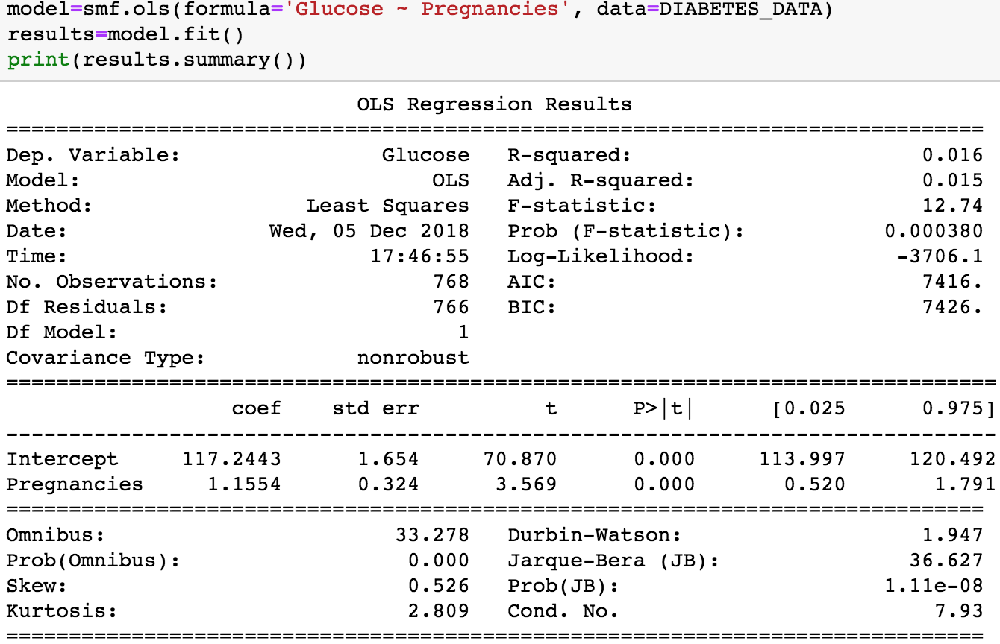 model=smf.ols(formula='Glucose ~ Pregnancies', data=DIABETES_DATA)
results=model.fit()
print(results.summary())
                            OLS Regression Results
==============================================================================
Dep. Variable:                Glucose   R-squared:                       0.016
Model:                            OLS   Adj. R-squared:                  0.015
Method:                 Least Squares   F-statistic:                     12.74
Date:                Wed, 05 Dec 2018   Prob (F-statistic):           0.000380
Time:                        17:46:55   Log-Likelihood:                -3706.1
No. Observations:                 768   AIC:                             7416.
Df Residuals:                     766   BIC:                             7426.
Df Model:                           1
Covariance Type:            nonrobust
===============================================================================
                  coef    std err          t      P>|t|      [0.025      0.975]
-------------------------------------------------------------------------------
Intercept     117.2443      1.654     70.870      0.000     113.997     120.492
Pregnancies     1.1554      0.324      3.569      0.000       0.520       1.791
==============================================================================
Omnibus:                       33.278   Durbin-Watson:                   1.947
Prob(Omnibus):                  0.000   Jarque-Bera (JB):               36.627
Skew:                           0.526   Prob(JB):                     1.11e-08
Kurtosis:                       2.809   Cond. No.                         7.93
==============================================================================